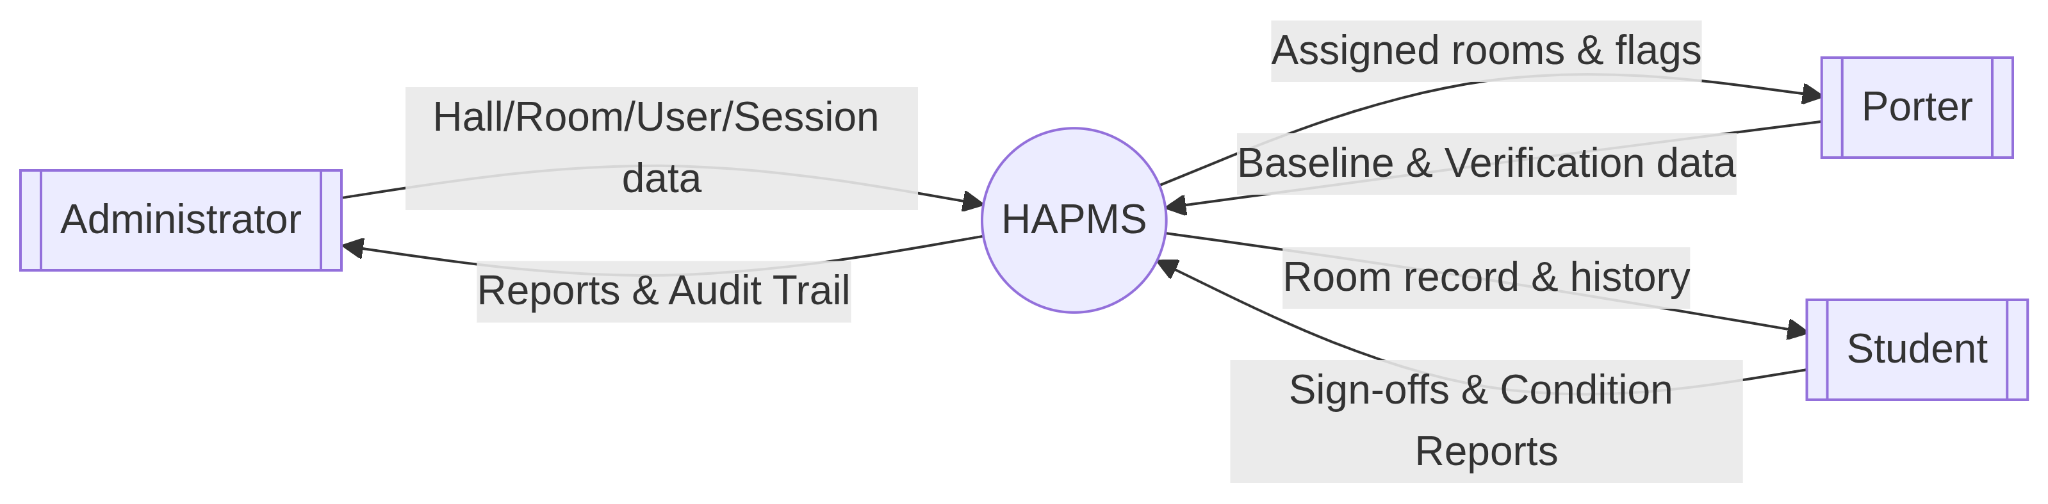 Assigned rooms & flags
Porter
Hall/Room/User/Session
data
Baseline & Verification data
Administrator
HAPMS
Reports & Audit Trail
Room record & history
Student
Sign-offs & Condition
Reports